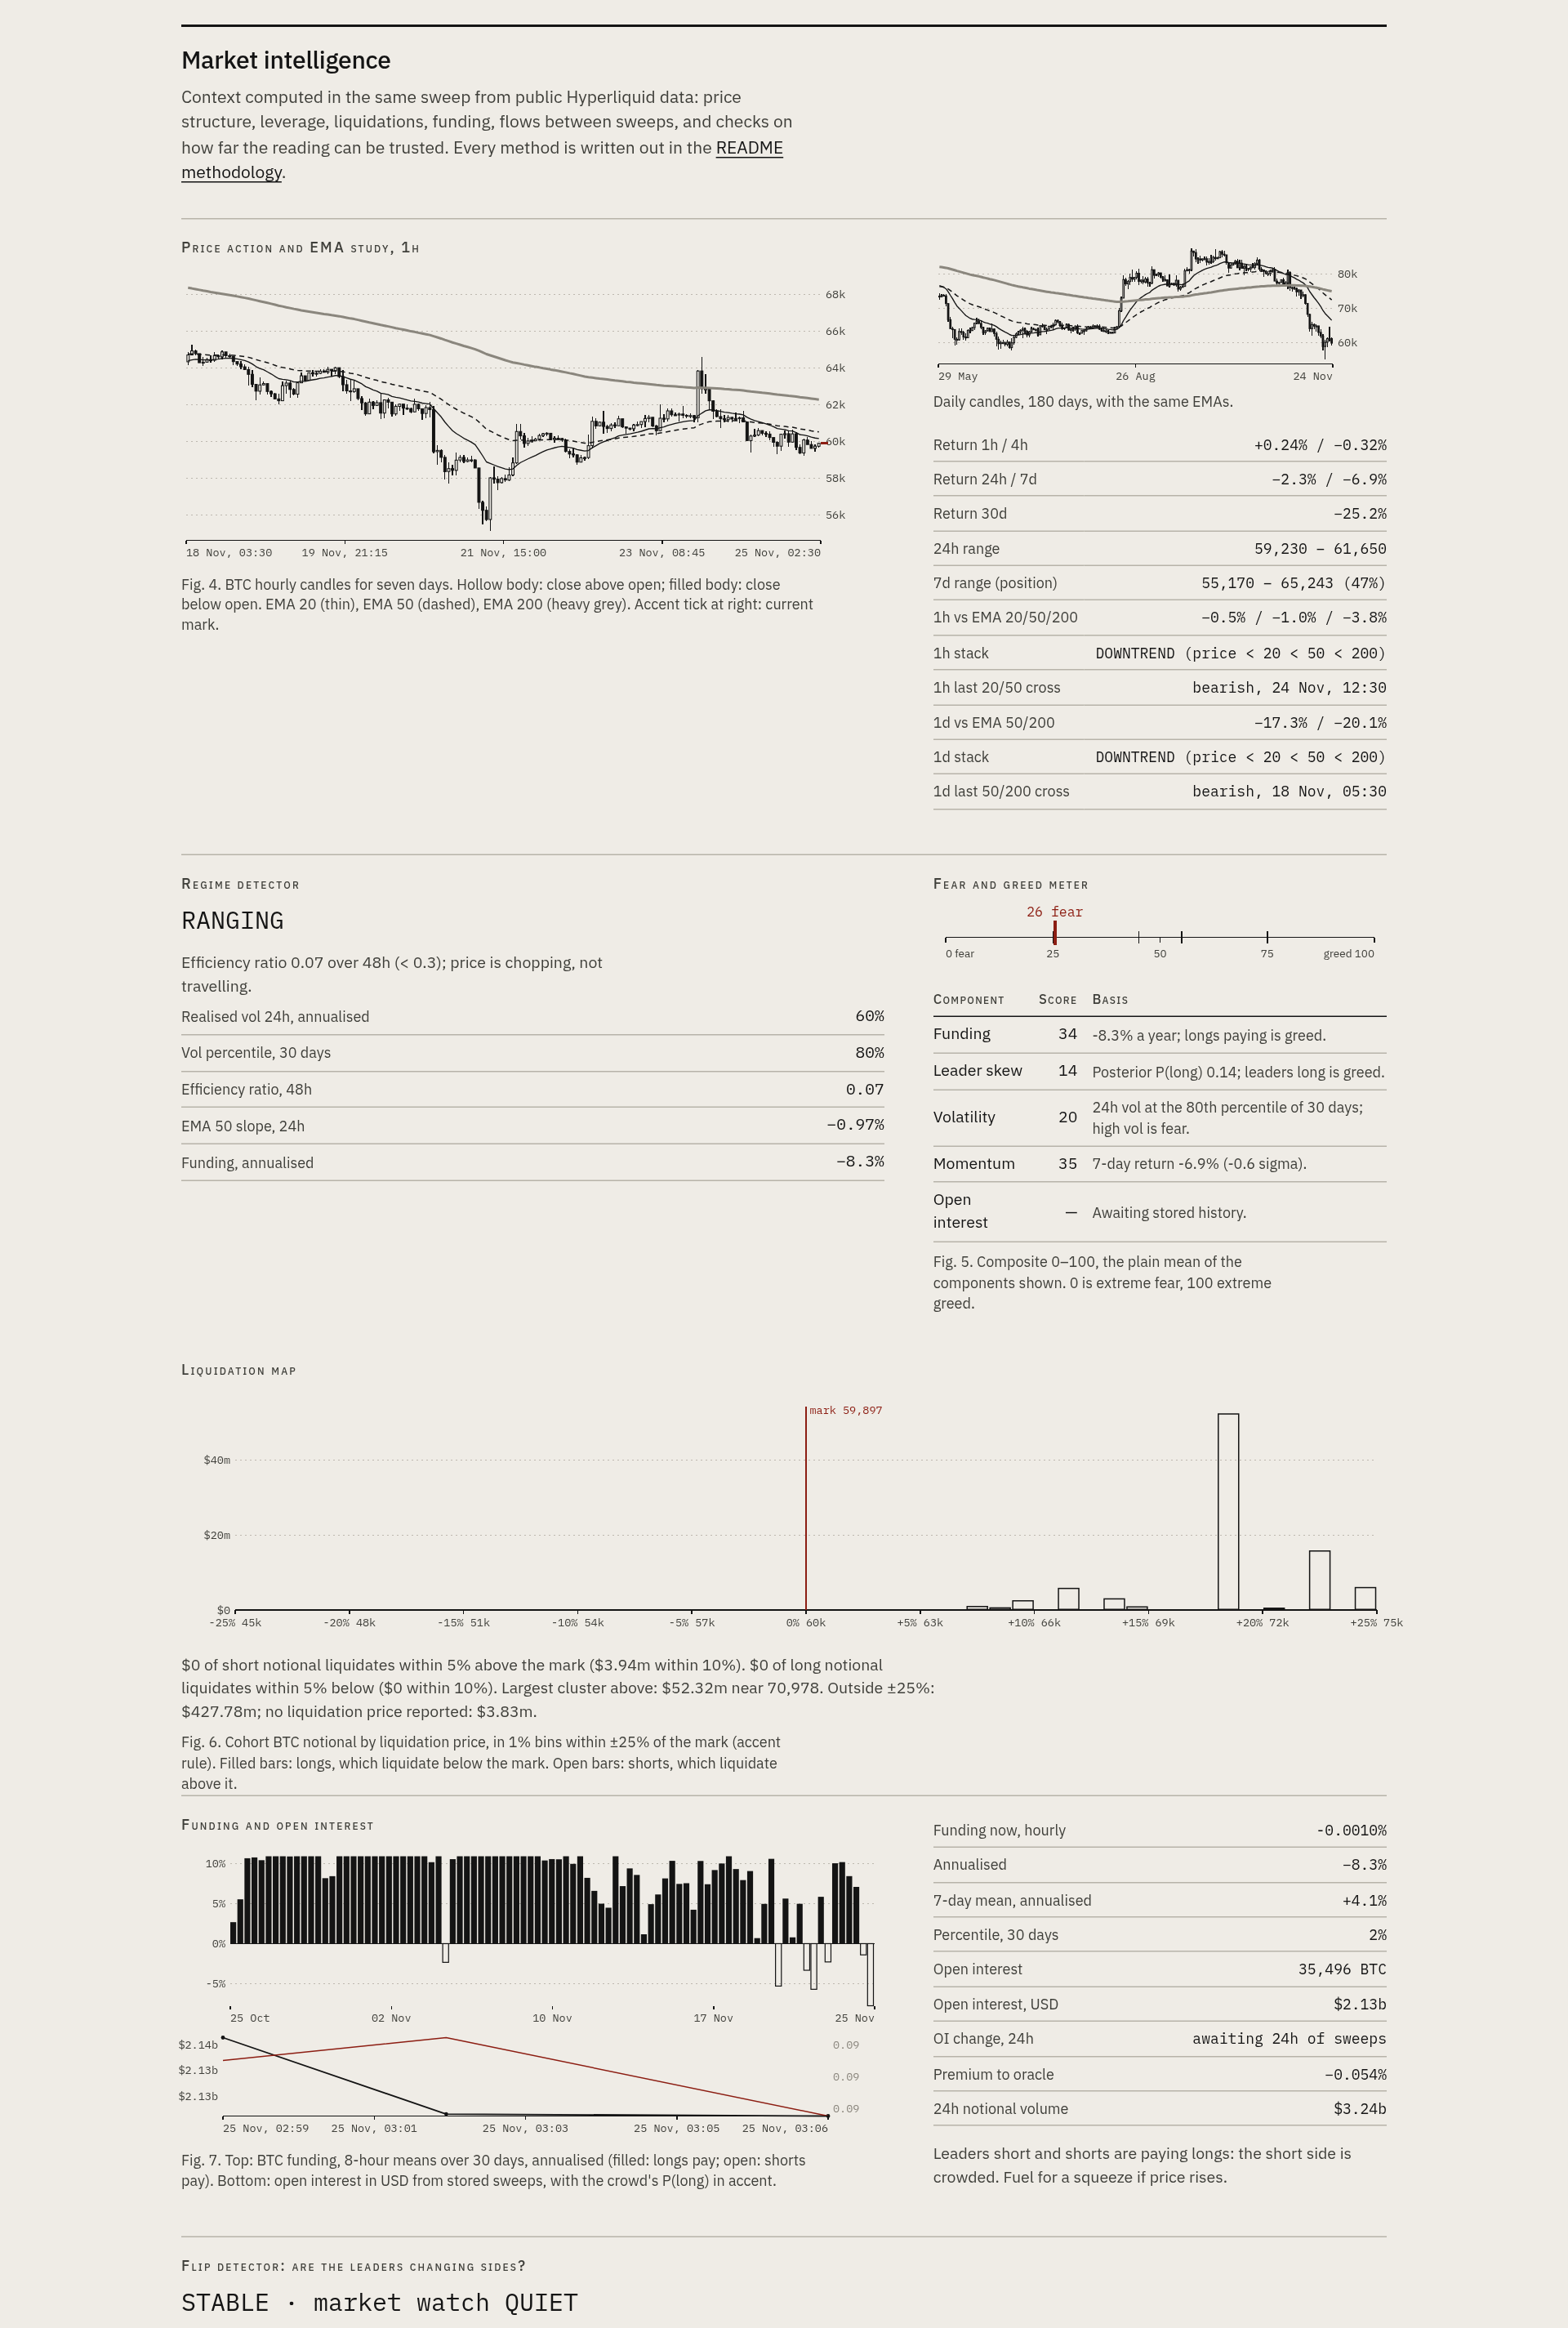 Market intelligence
Context computed in the same sweep from public Hyperliquid data: price
structure, leverage, liquidations, funding, flows between sweeps, and checks on
how far the reading can be trusted. Every method is written out in the README
methodology.
Price action and EMA study, 1h
68k
66k
64k
62k
60k
58k
56k
18 Nov, 03:30 19 Nov, 21:15 21 Nov, 15:00 23 Nov, 08:45 25 Nov, 02:30
Fig. 4. BTC hourly candles for seven days. Hollow body: close above open; filled body: close
below open. EMA 20 (thin), EMA 50 (dashed), EMA 200 (heavy grey). Accent tick at right: current
mark.
80k
70k
60k
29 May 26 Aug 24 Nov
Daily candles, 180 days, with the same EMAs.
Return 1h / 4h +0.24% / −0.32%
Return 24h / 7d −2.3% / −6.9%
Return 30d −25.2%
24h range 59,230 – 61,650
7d range (position) 55,170 – 65,243 (47%)
1h vs EMA 20/50/200 −0.5% / −1.0% / −3.8%
1h stack DOWNTREND (price < 20 < 50 < 200)
1h last 20/50 cross bearish, 24 Nov, 12:30
1d vs EMA 50/200 −17.3% / −20.1%
1d stack DOWNTREND (price < 20 < 50 < 200)
1d last 50/200 cross bearish, 18 Nov, 05:30
Regime detector
RANGING
Efficiency ratio 0.07 over 48h (< 0.3); price is chopping, not
travelling.
Realised vol 24h, annualised 60%
Vol percentile, 30 days 80%
Efficiency ratio, 48h 0.07
EMA 50 slope, 24h −0.97%
Funding, annualised −8.3%
Fear and greed meter
26 fear
0 fear 25 50 75 greed 100
Component Score Basis
Funding 34 -8.3% a year; longs paying is greed.
Leader skew 14 Posterior P(long) 0.14; leaders long is greed.
Volatility 20 24h vol at the 80th percentile of 30 days;
high vol is fear.
Momentum 35 7-day return -6.9% (-0.6 sigma).
Open
interest — Awaiting stored history.
Fig. 5. Composite 0–100, the plain mean of the
components shown. 0 is extreme fear, 100 extreme
greed.
Liquidation map
mark 59,897
$40m
$20m
$0
-25% 45k -20% 48k -15% 51k -10% 54k -5% 57k 0% 60k +5% 63k +10% 66k +15% 69k +20% 72k +25% 75k
$0 of short notional liquidates within 5% above the mark ($3.94m within 10%). $0 of long notional
liquidates within 5% below ($0 within 10%). Largest cluster above: $52.32m near 70,978. Outside ±25%:
$427.78m; no liquidation price reported: $3.83m.
Fig. 6. Cohort BTC notional by liquidation price, in 1% bins within ±25% of the mark (accent
rule). Filled bars: longs, which liquidate below the mark. Open bars: shorts, which liquidate
above it.
Funding and open interest
10%
5%
0%
-5%
25 Oct 02 Nov 10 Nov 17 Nov 25 Nov
$2.14b 0.09
$2.13b 0.09
$2.13b 0.09
25 Nov, 02:59 25 Nov, 03:01 25 Nov, 03:03 25 Nov, 03:05 25 Nov, 03:06
Fig. 7. Top: BTC funding, 8-hour means over 30 days, annualised (filled: longs pay; open: shorts
pay). Bottom: open interest in USD from stored sweeps, with the crowd's P(long) in accent.
Funding now, hourly -0.0010%
Annualised −8.3%
7-day mean, annualised +4.1%
Percentile, 30 days 2%
Open interest 35,496 BTC
Open interest, USD $2.13b
OI change, 24h awaiting 24h of sweeps
Premium to oracle −0.054%
24h notional volume $3.24b
Leaders short and shorts are paying longs: the short side is
crowded. Fuel for a squeeze if price rises.
Flip detector: are the leaders changing sides?
STABLE · market watch QUIET